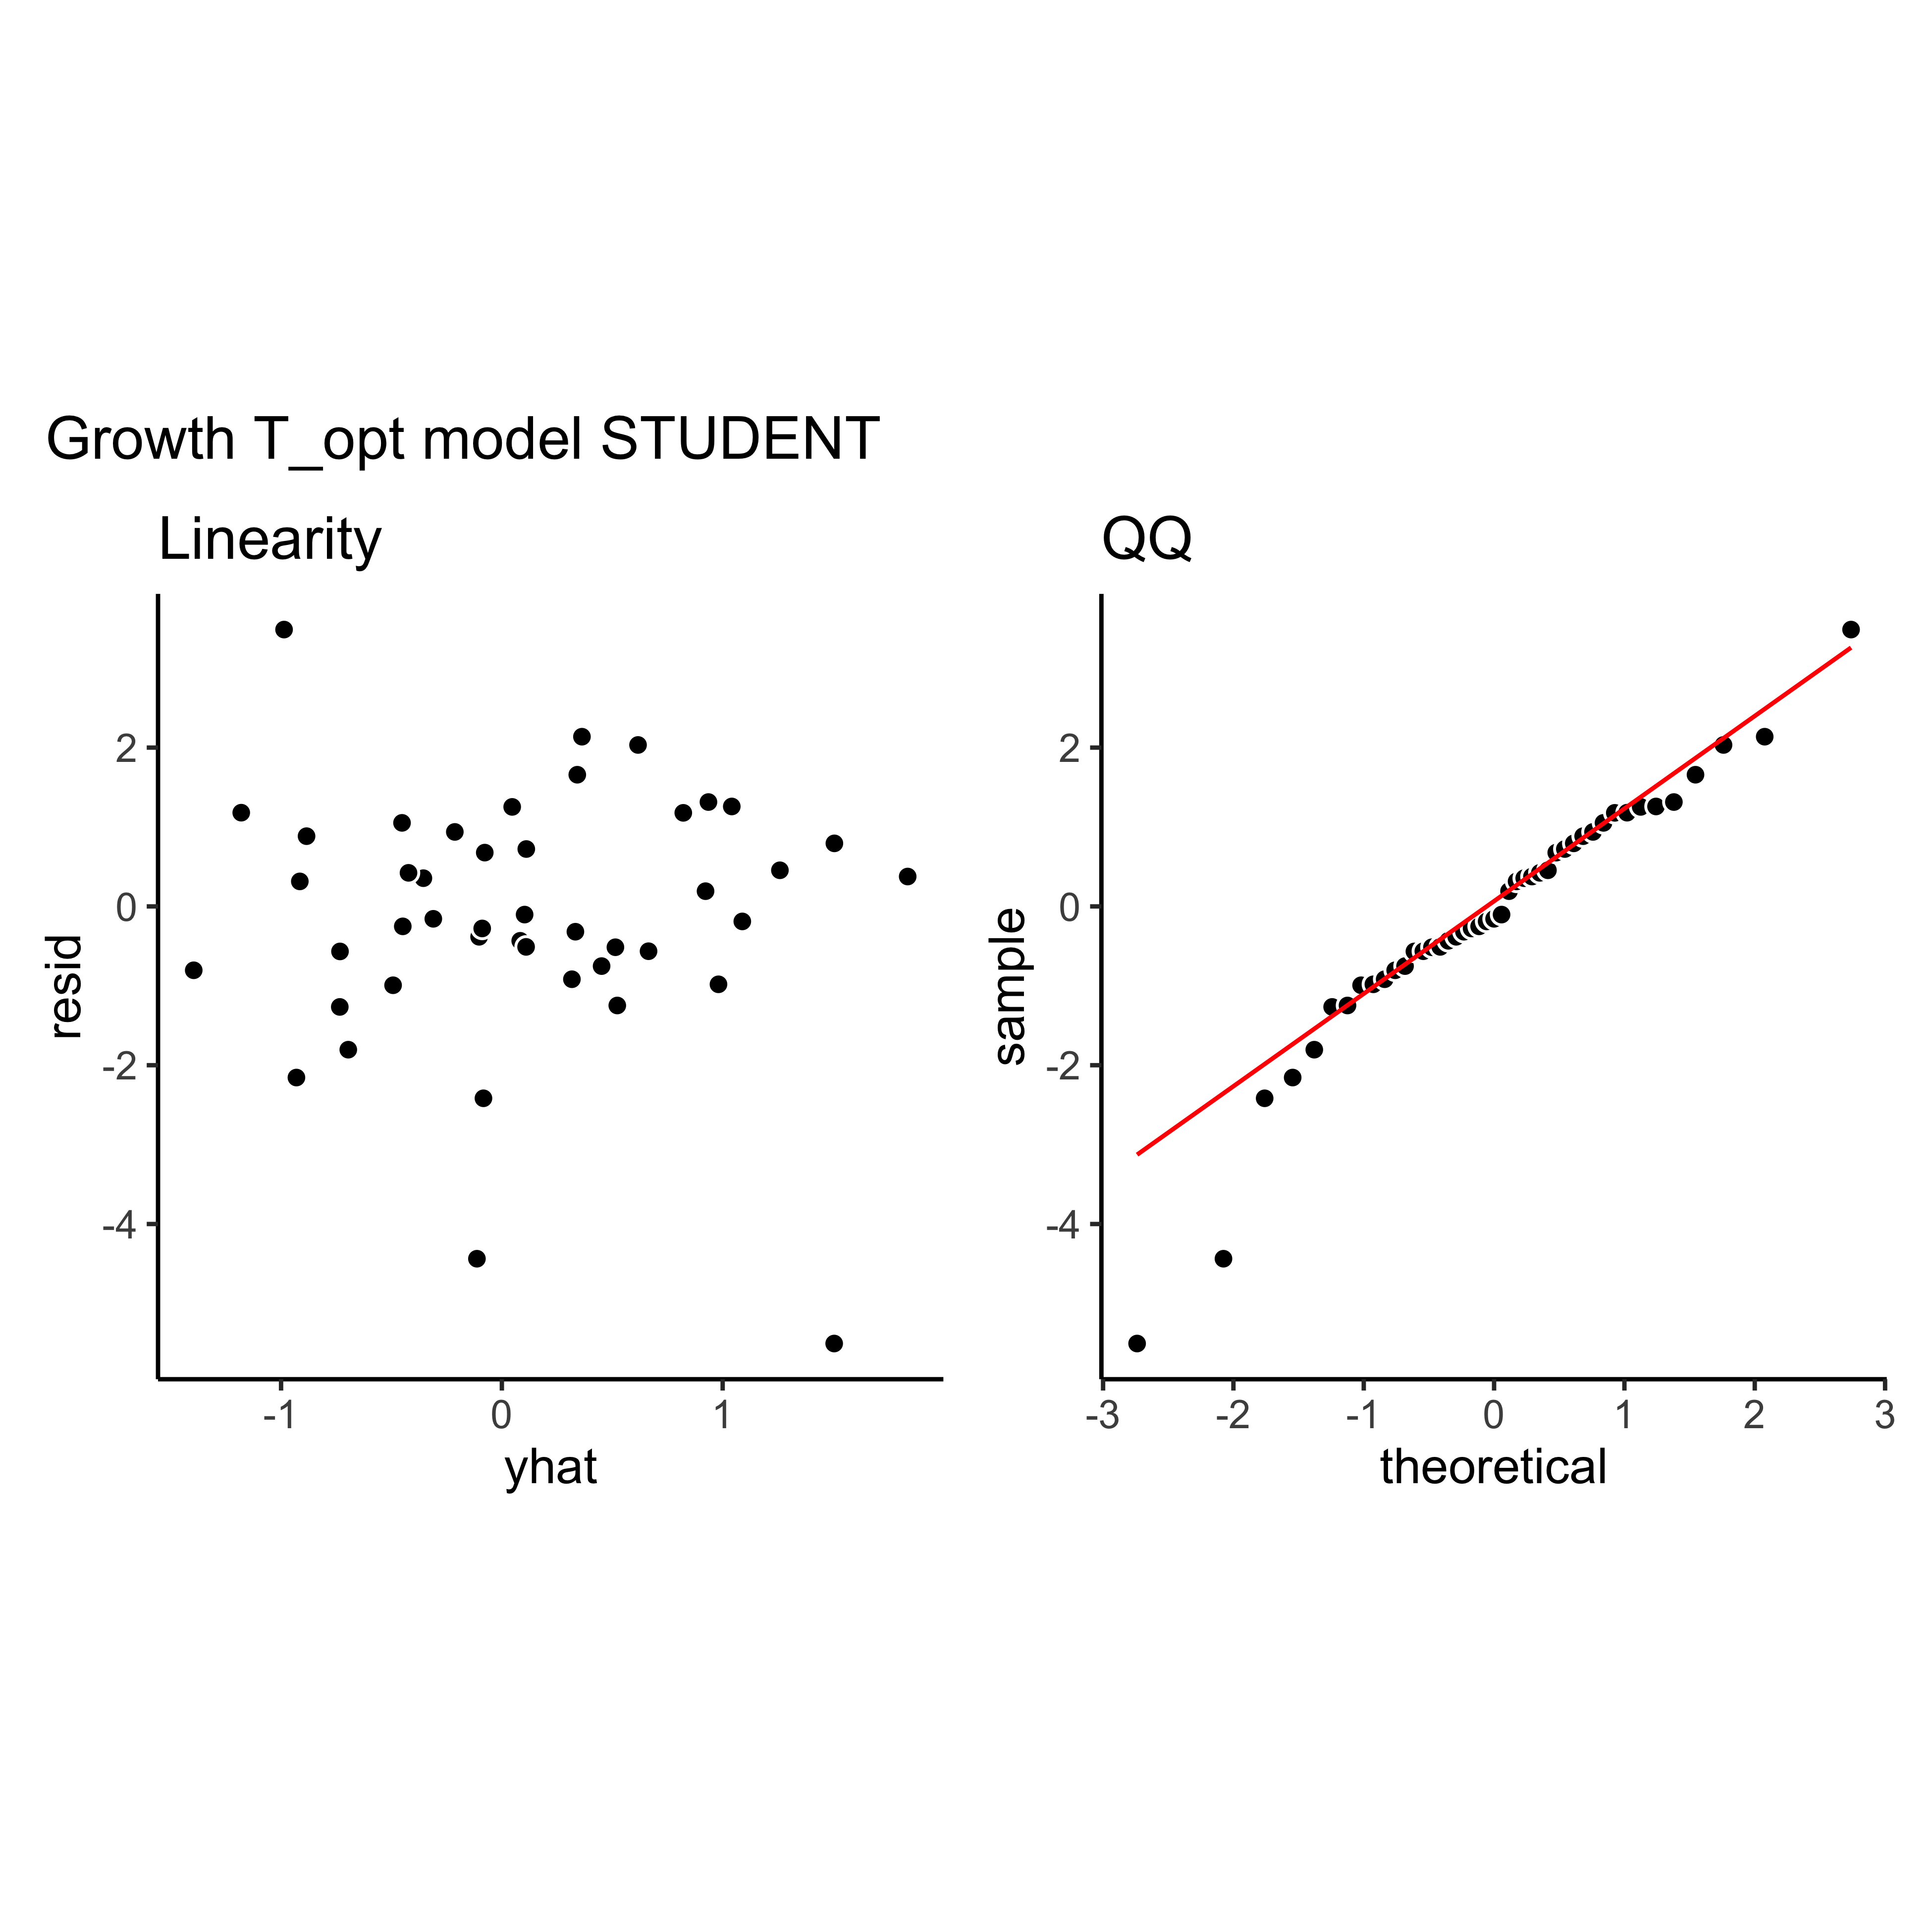 Growth T_opt model STUDENT
Linearity
QQ
resid
2
0
-2
-4
-1 0 1
yhat
sample
2
0
-2
-4
-3 -2 -1 0 1 2 3
theoretical